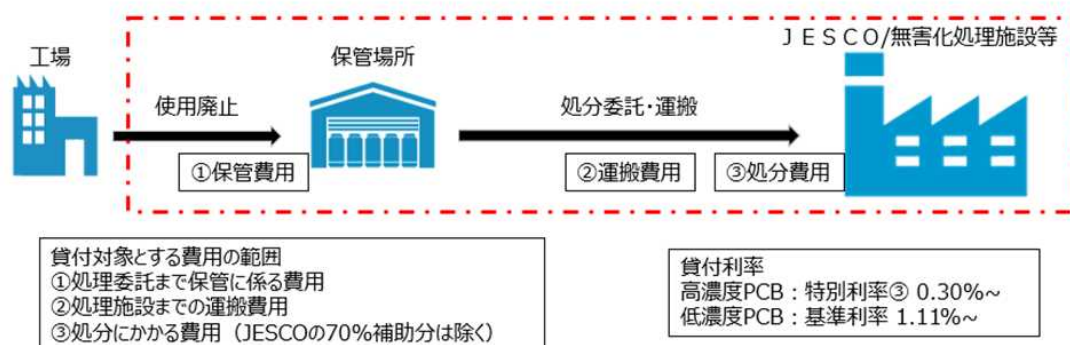 工場
保管場所
ＪＥＳＣＯ/無害化処理施設等
使用廃止
処分委託・運搬
①保管費用
②運搬費用
③処分費用
貸付対象とする費用の範囲
①処理委託まで保管に係る費用
②処理施設までの運搬費用
③処分にかかる費用（JESCOの70%補助分は除く）
貸付利率
高濃度PCB：特別利率③ 0.30%~
低濃度PCB：基準利率 1.11%~